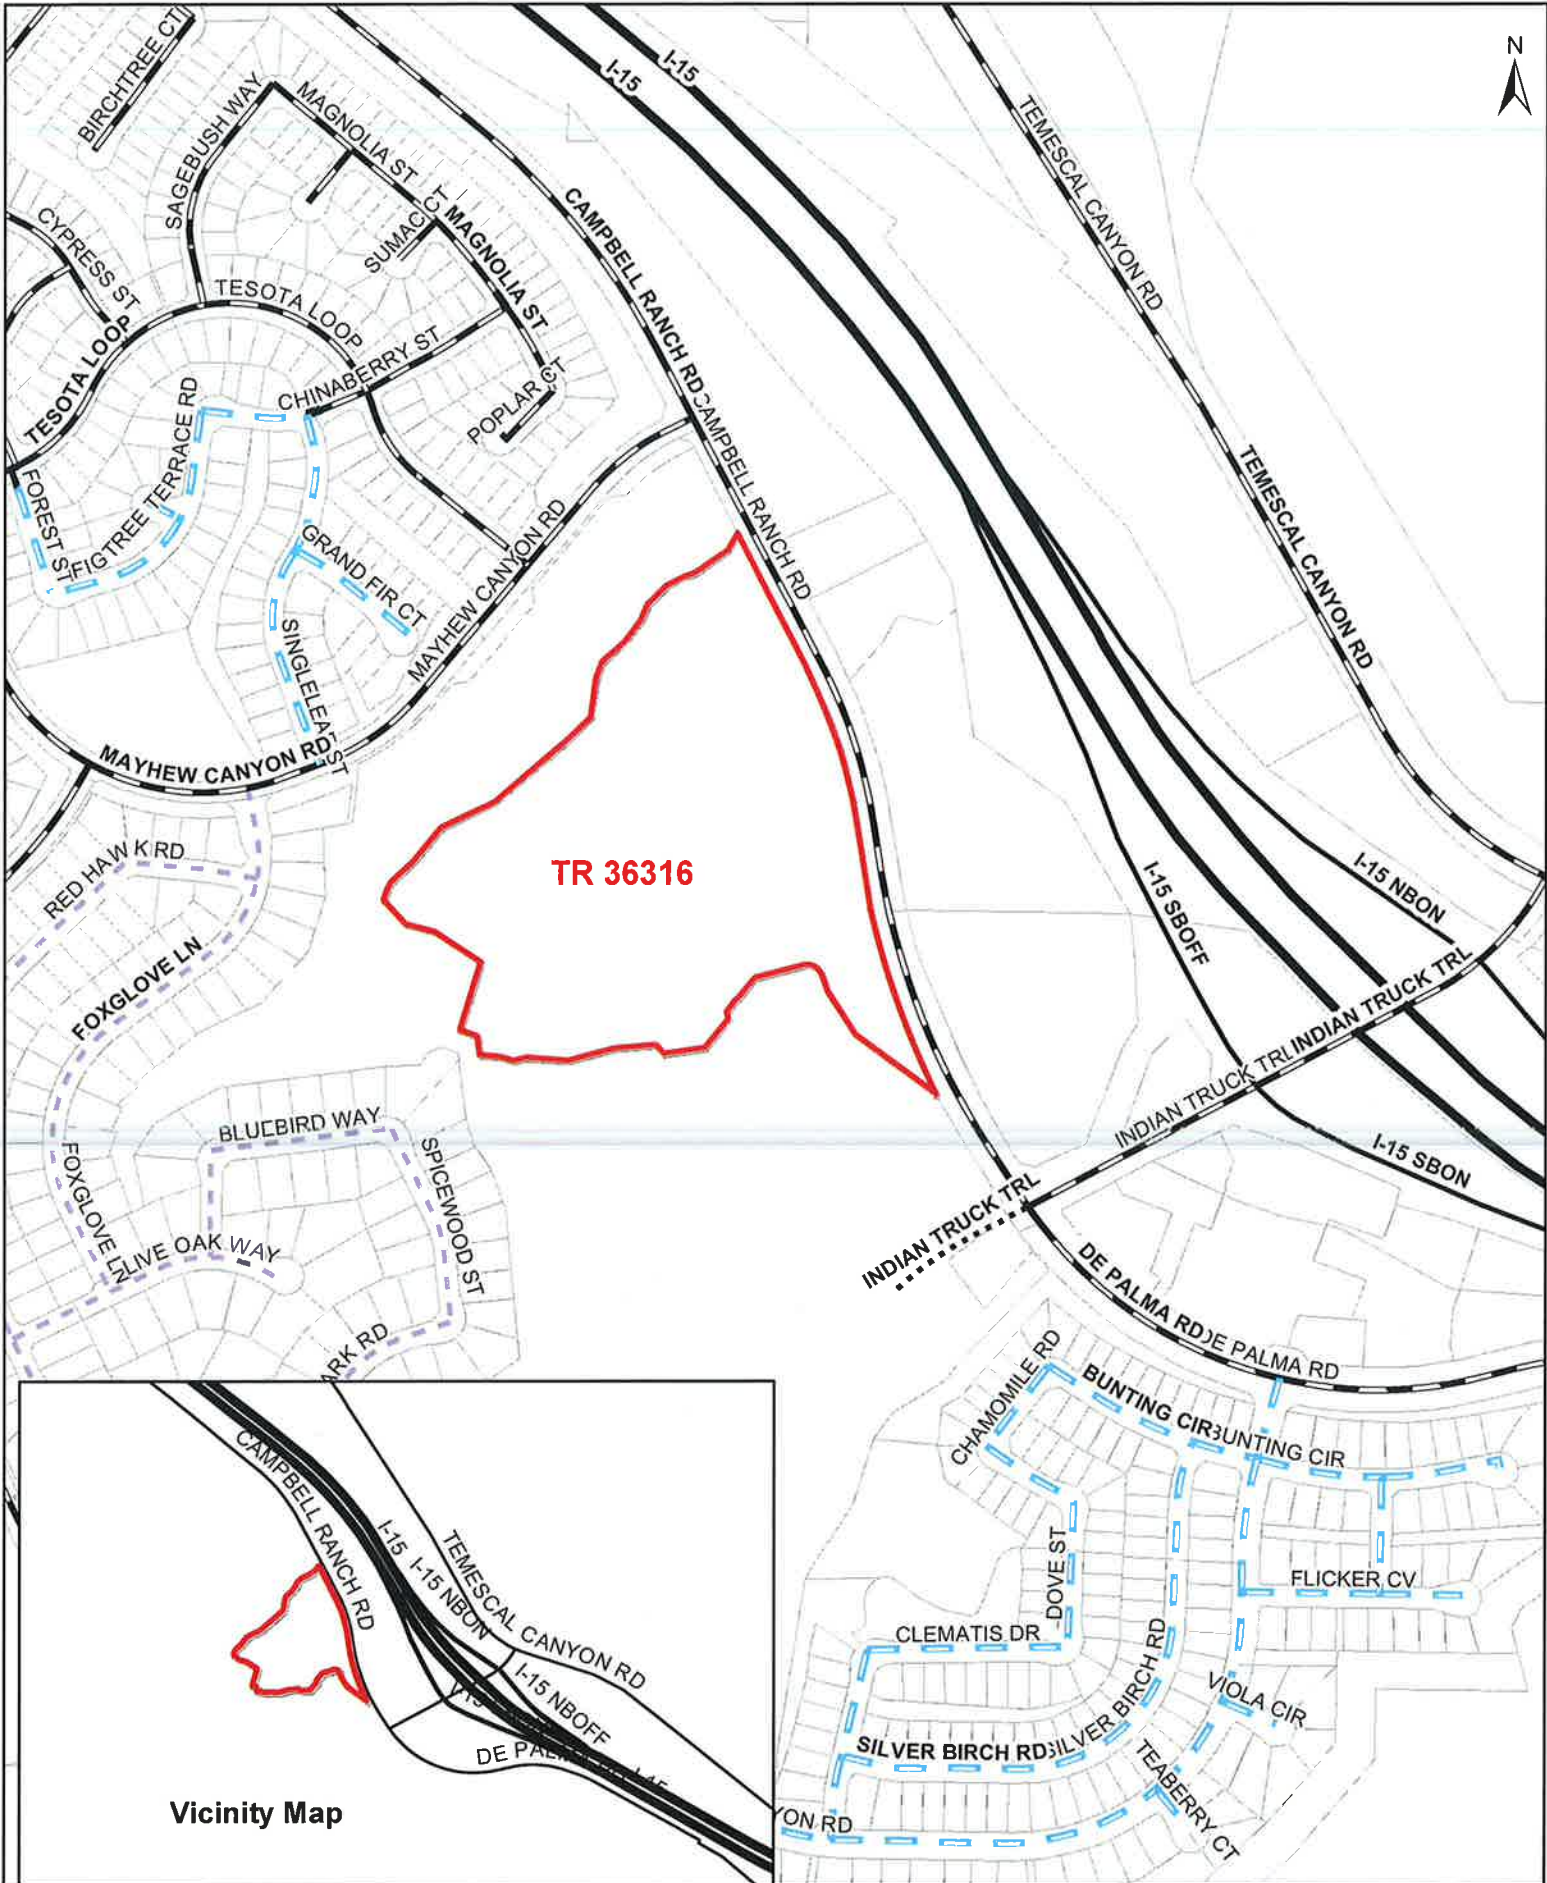 BIRCHTREE CT
I-15
I-15
N
SAGEBUSH WAY
MAGNOLIA ST
TEMESCAL CANYON RD
CYPRESS ST
SUMAC CT
MAGNOLIA ST
CAMPBELL RANCH RD
TESOTA LOOP
TESOTA LOOP
CHINABERRY ST
POPLAR CT
CAMPBELL RANCH RD
TEMESCAL CANYON RD
FOREST ST
FIGTREE TERRACE RD
GRAND FIR CT
MAYHEW CANYON RD
SINGLELEAF ST
MAYHEW CANYON RD
RED HAWK RD
TR 36316
I-15 SBOFF
I-15 NBON
FOXGLOVE LN
INDIAN TRUCK TRL
INDIAN TRUCK TRL
BLUEBIRD WAY
SPICEWOOD ST
I-15 SBON
FOXGLOVE LN
LIVE OAK WAY
INDIAN TRUCK TRL
DE PALMA RD
DE PALMA RD
ARK RD
CHAMOMILE RD
BUNTING CIR
BUNTING CIR
DOVE ST
FLICKER CV
CLEMATIS DR
SILVER BIRCH RD
SILVER BIRCH RD
VIOLA CIR
TEABERRY CT
YON RD
CAMPBELL RANCH RD
I-15
I-15 NBON
TEMESCAL CANYON RD
I-15 NBOFF
DE PAL
I-15
Vicinity Map